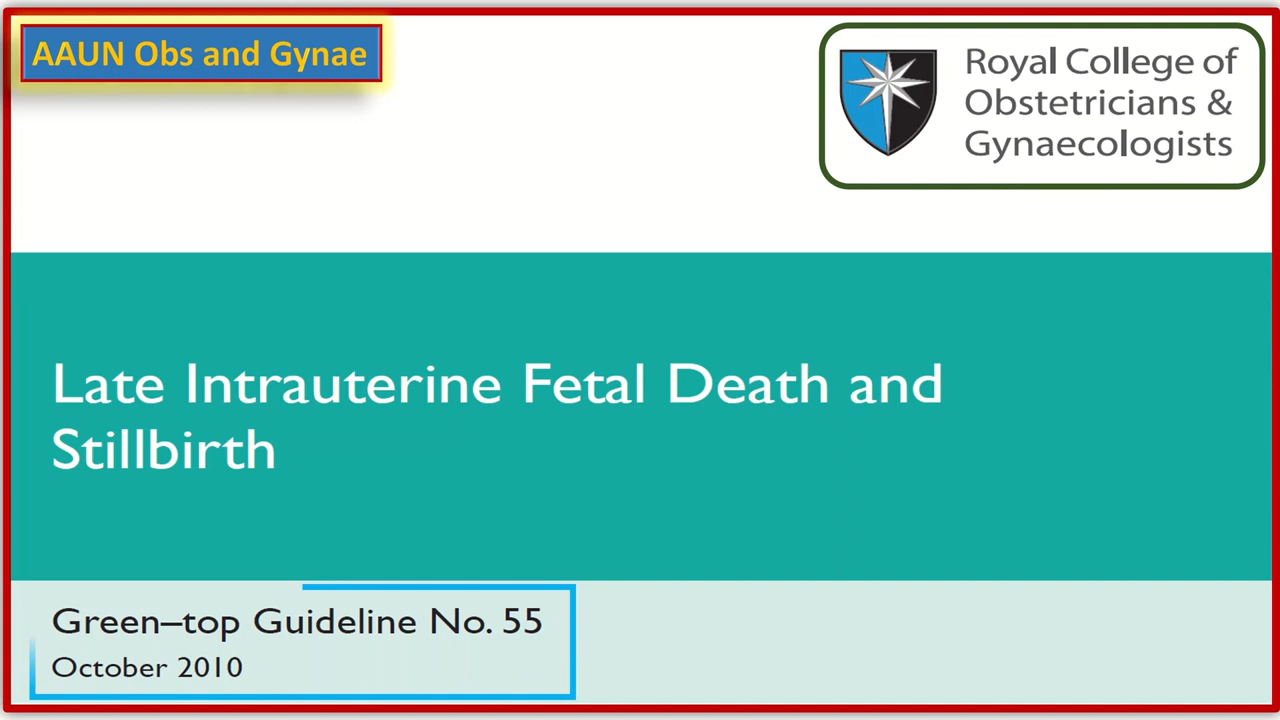 AAUN Obs and Gynae
Royal College of
Obstetricians &
Gynaecologists
Late Intrauterine Fetal Death and
Stillbirth
Green–top Guideline No. 55
October 2010